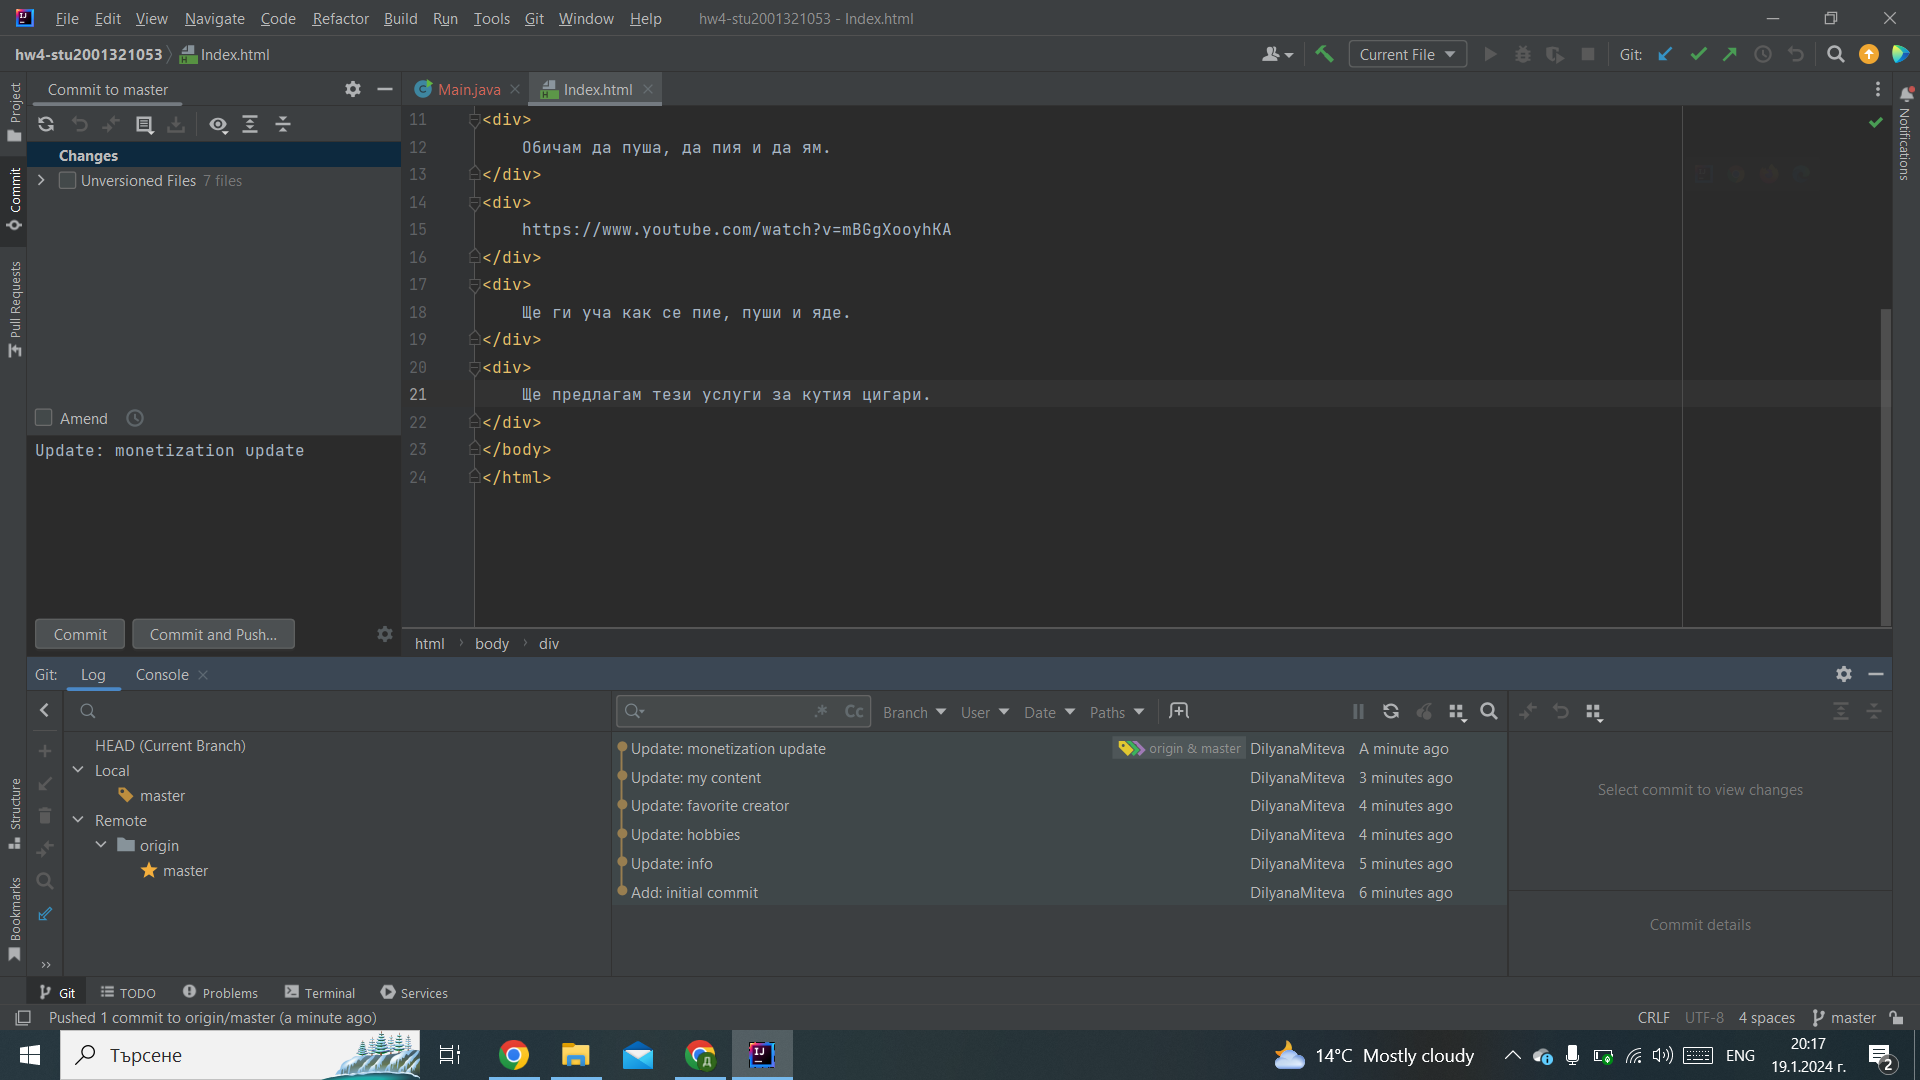 File Edit View Navigate Code Refactor Build Run Tools Git Window Help hw4-stu2001321053 - Index.html
hw4-stu2001321053 Index.html
Current File
Git:
Project
Commit
Pull Requests
Structure
Bookmarks
Notifications
Commit to master
Main.java
Index.html
Changes
Unversioned Files 7 files
Amend
Update: monetization update
Commit
Commit and Push...
11 <div>
12 Обичам да пуша, да пия и да ям.
13 </div>
14 <div>
15 https://www.youtube.com/watch?v=mBGgXooyhKA
16 </div>
17 <div>
18 Ще ги уча как се пие, пуши и яде.
19 </div>
20 <div>
21 Ще предлагам тези услуги за кутия цигари.
22 </div>
23 </body>
24 </html>
html body div
Git: Log Console
.* Cc Branch User Date Paths
HEAD (Current Branch)
Local
master
Remote
origin
master
Update: monetization update origin & master DilyanaMiteva A minute ago
Update: my content DilyanaMiteva 3 minutes ago
Update: favorite creator DilyanaMiteva 4 minutes ago
Update: hobbies DilyanaMiteva 4 minutes ago
Update: info DilyanaMiteva 5 minutes ago
Add: initial commit DilyanaMiteva 6 minutes ago
Select commit to view changes
Commit details
Git TODO Problems Terminal Services
Pushed 1 commit to origin/master (a minute ago)
CRLF UTF-8 4 spaces master
Търсене
14°C Mostly cloudy
ENG
20:17
19.1.2024 г.
2